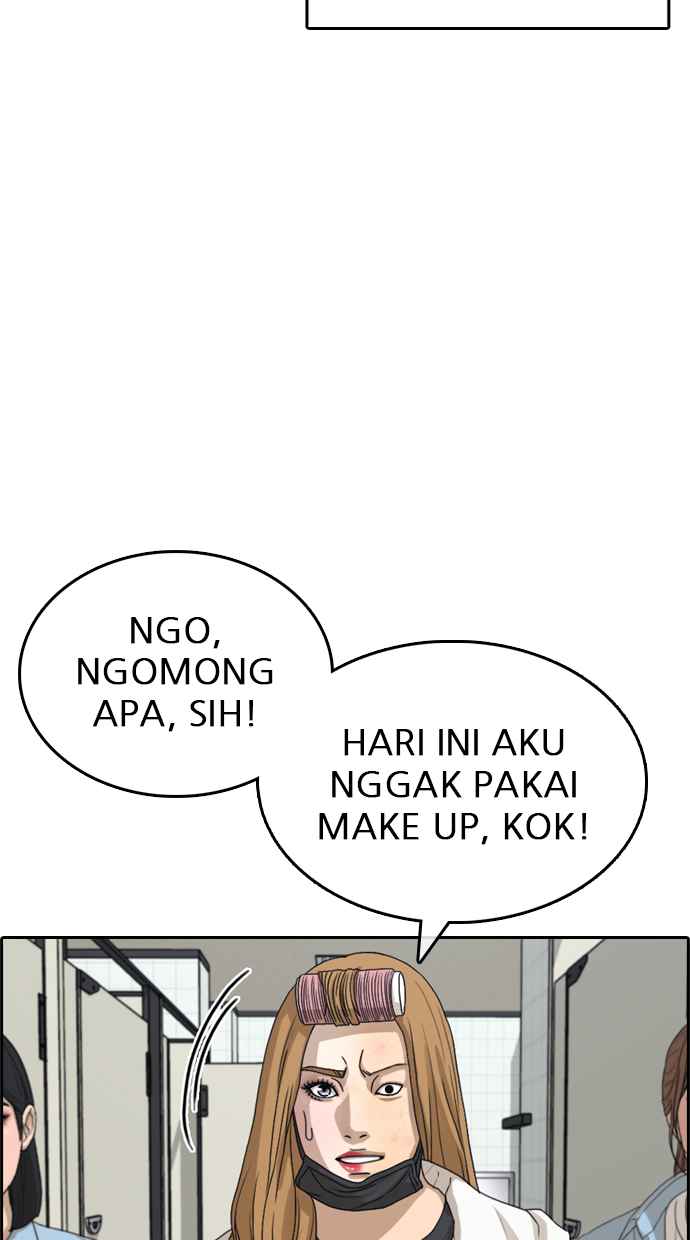 NGO,
NGOMONG
APA, SIH!
HARI INI AKU
NGGAK PAKAI
MAKE UP, KOK!